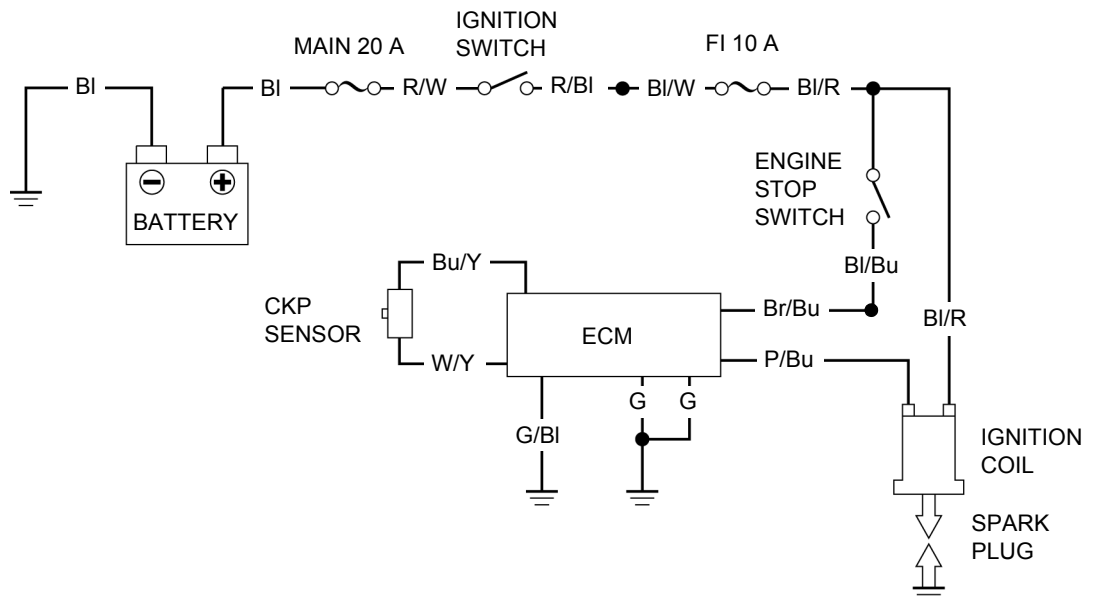 IGNITION
SWITCH
MAIN 20 A
FI 10 A
Bl
Bl
R/W
R/Bl
Bl/W
Bl/R
BATTERY
ENGINE
STOP
SWITCH
Bl/Bu
Bu/Y
CKP
SENSOR
ECM
Br/Bu
Bl/R
W/Y
P/Bu
G
G
G/Bl
IGNITION
COIL
SPARK
PLUG